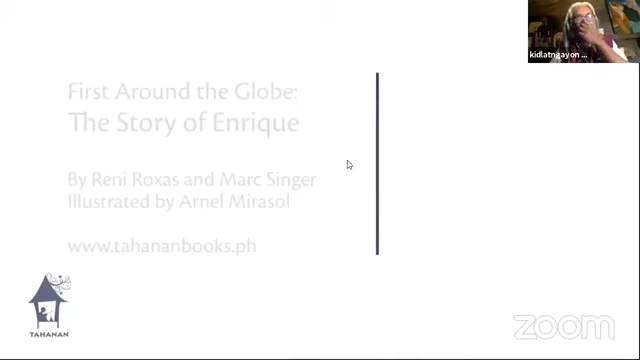 kidlatngayon ...
First Around the Globe:
The Story of Enrique
By Reni Roxas and Marc Singer
Illustrated by Arnel Mirasol
www.tahananbooks.ph
TAHANAN
zoom